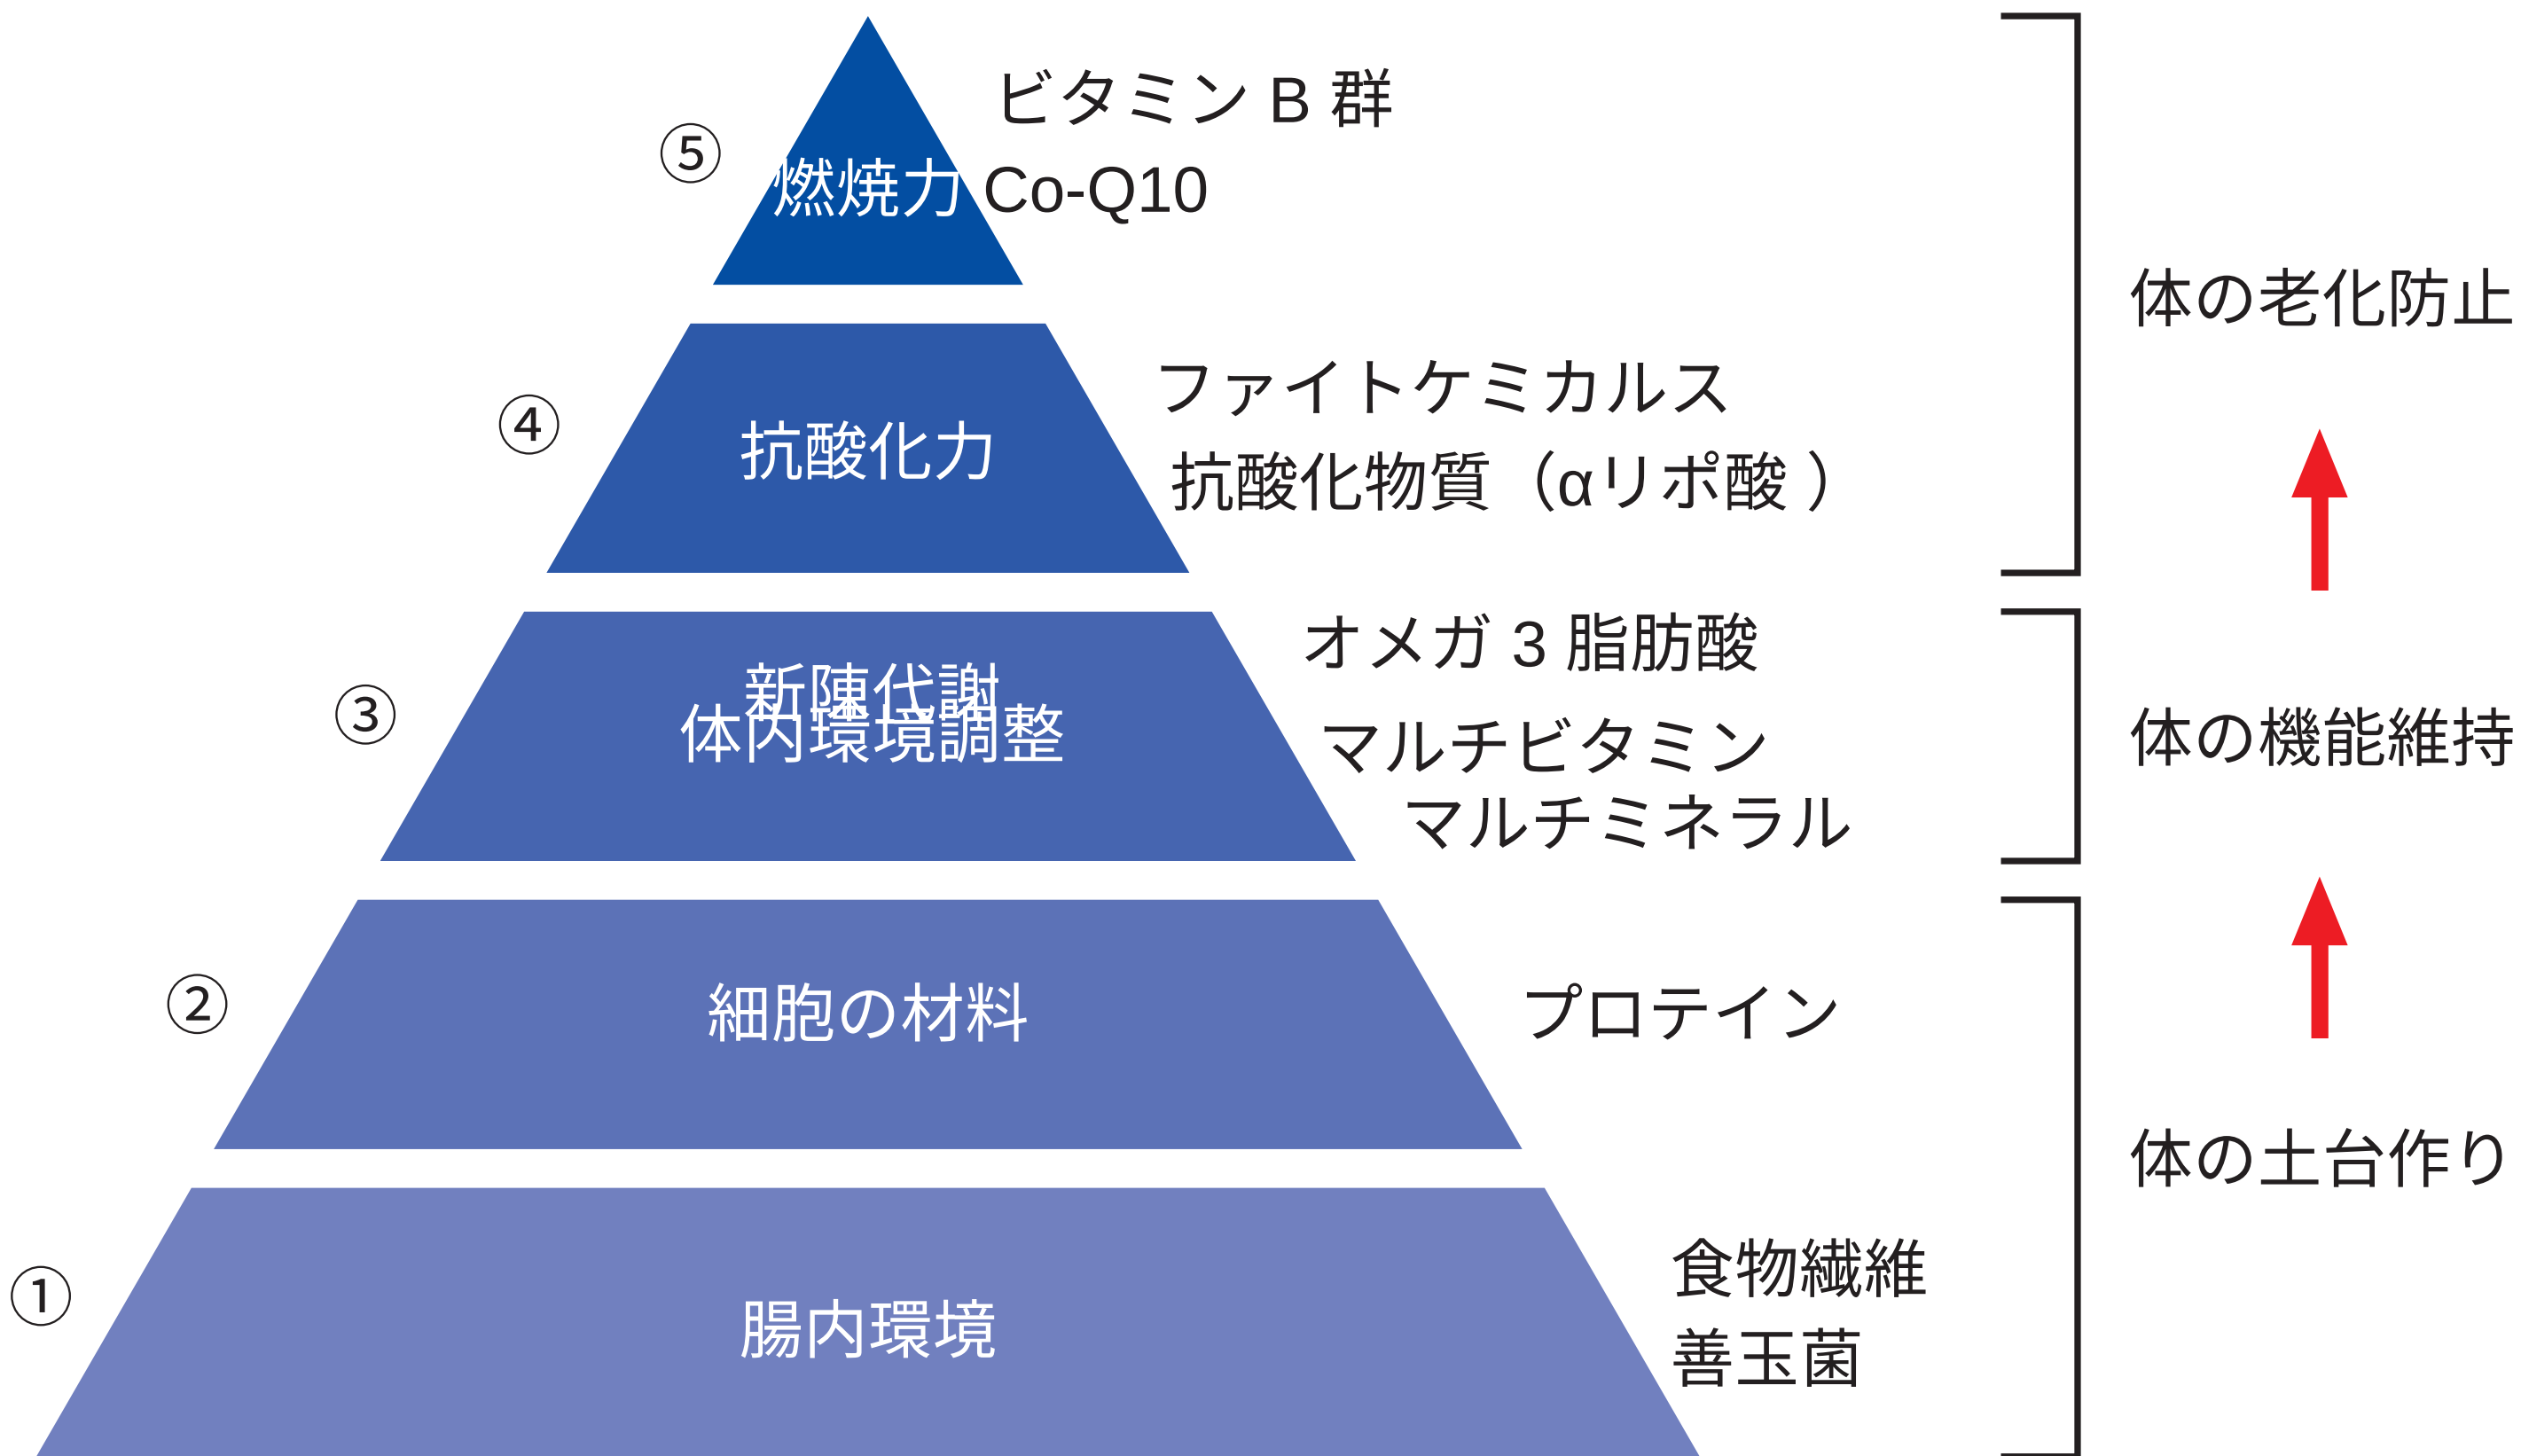 ⑤
燃焼力
ビタミン B 群
Co-Q10
体の老化防止
④
抗酸化力
ファイトケミカルス
抗酸化物質（αリポ酸 ）
③
新陳代謝
体内環境調整
オメガ 3 脂肪酸
マルチビタミン
マルチミネラル
体の機能維持
②
細胞の材料
プロテイン
体の土台作り
①
腸内環境
食物繊維
善玉菌